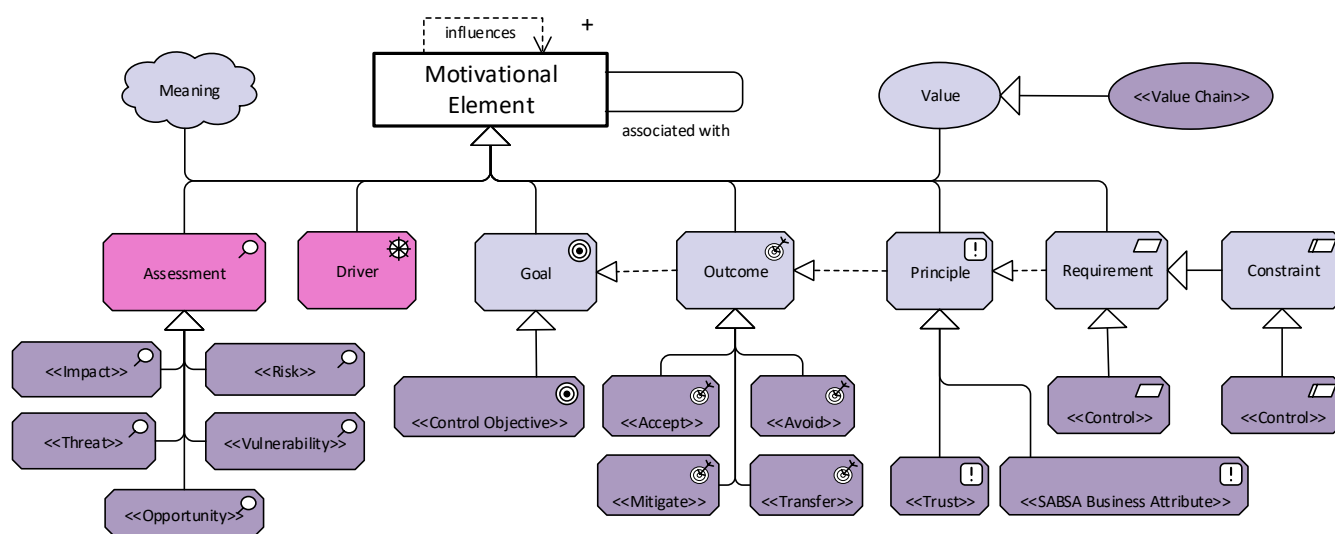 influences
+
Motivational
Element
associated with
Meaning
Value
<<Value Chain>>
Assessment
Driver
Goal
Outcome
Principle
!
Requirement
Constraint
<<Impact>>
<<Risk>>
<<Threat>>
<<Vulnerability>>
<<Opportunity>>
<<Control Objective>>
<<Accept>>
<<Avoid>>
<<Mitigate>>
<<Transfer>>
<<Trust>>
!
<<SABSA Business Attribute>>
!
<<Control>>
<<Control>>